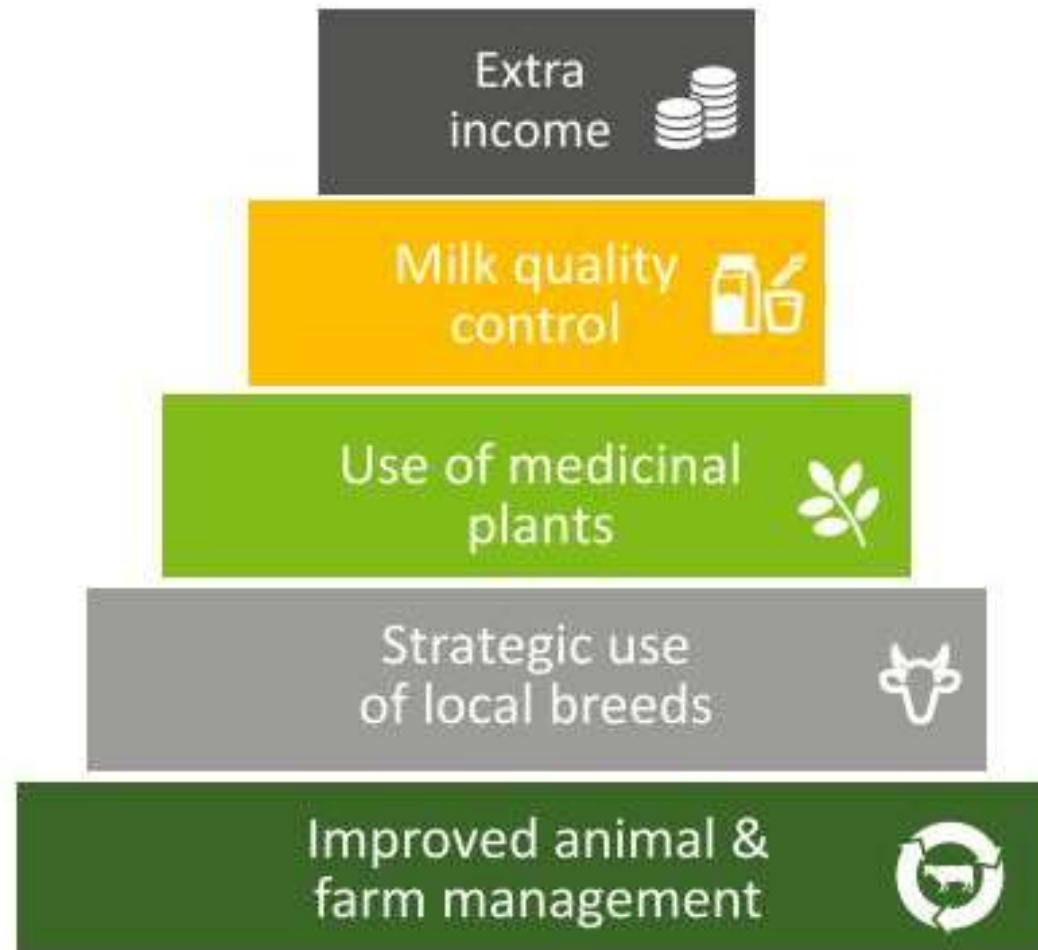 Extra
income
Milk quality
control
Use of medicinal
plants
Strategic use
of local breeds
Improved animal &
farm management